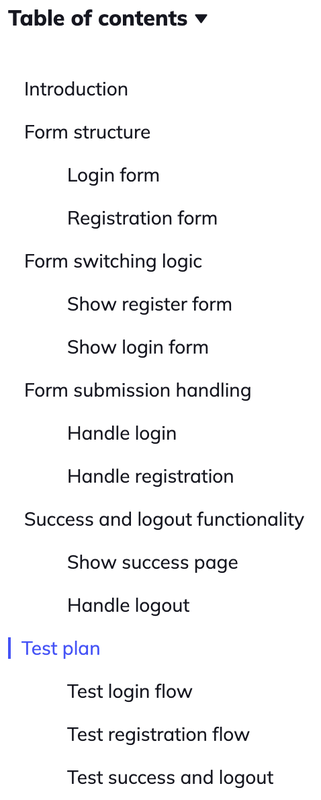 Table of contents
Introduction
Form structure
Login form
Registration form
Form switching logic
Show register form
Show login form
Form submission handling
Handle login
Handle registration
Success and logout functionality
Show success page
Handle logout
Test plan
Test login flow
Test registration flow
Test success and logout